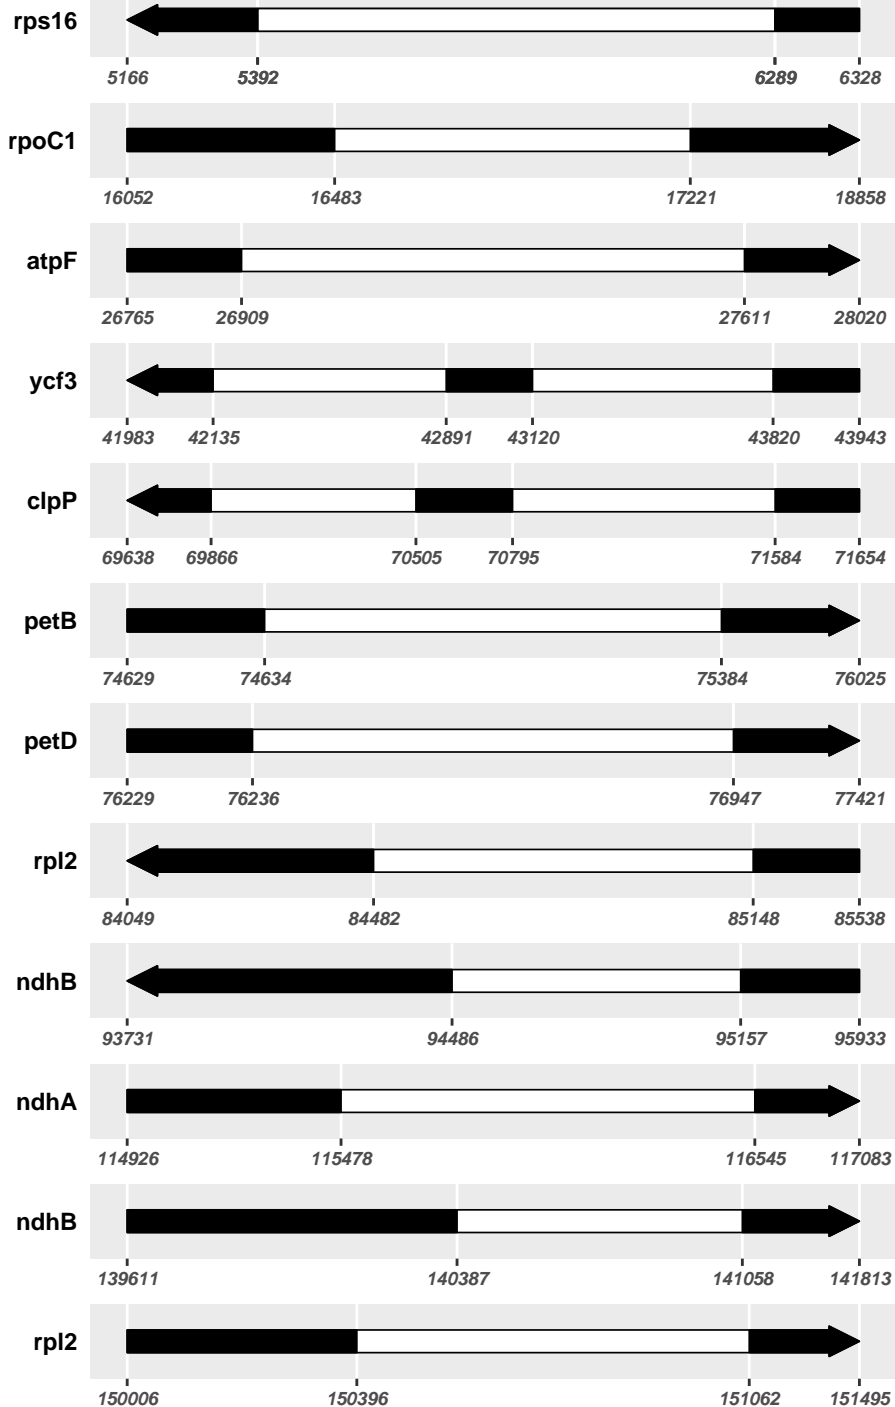 rps16
5166 5392 6289 6328
rpoC1
16052 16483 17221 18858
atpF
26765 26909 27611 28020
ycf3
41983 42135 42891 43120 43820 43943
clpP
69638 69866 70505 70795 71584 71654
petB
74629 74634 75384 76025
petD
76229 76236 76947 77421
rpl2
84049 84482 85148 85538
ndhB
93731 94486 95157 95933
ndhA
114926 115478 116545 117083
ndhB
139611 140387 141058 141813
rpl2
150006 150396 151062 151495